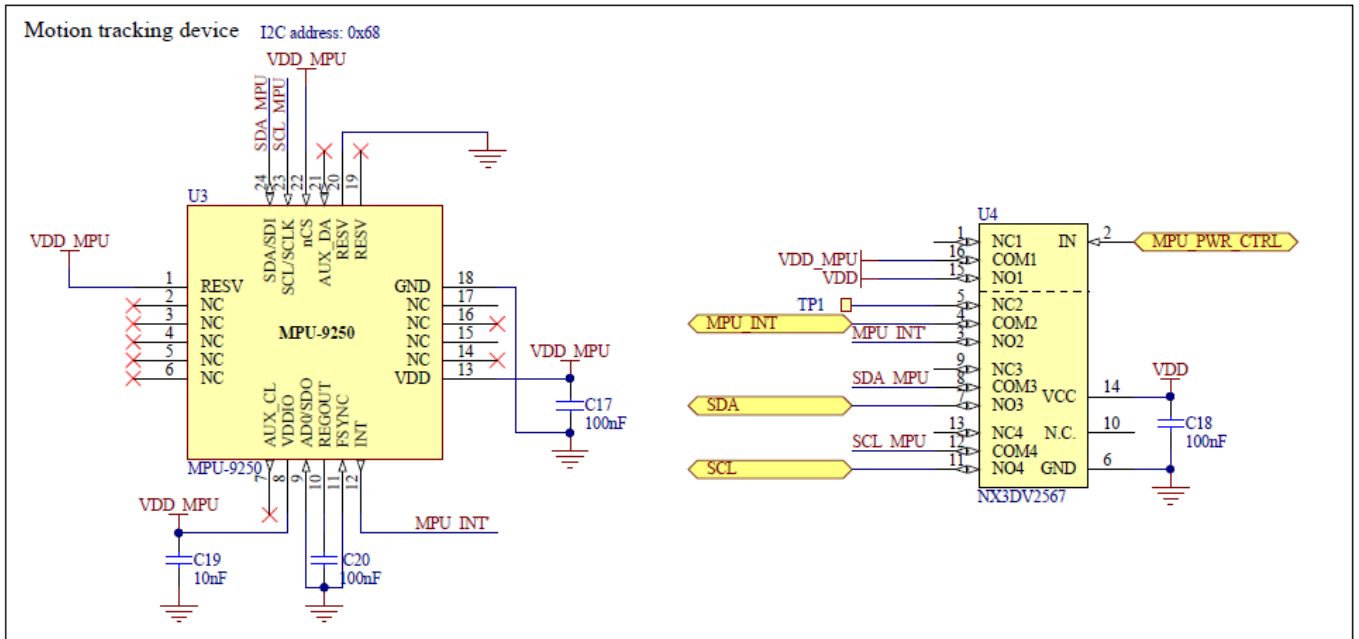 Motion tracking device I2C address: 0x68
VDD_MPU
SDA_MPU
SCL_MPU
24
23
22
21
20
19
U3
SDA/SDI
SCL/SCLK
nCS
AUX_DA
RESV
RESV
VDD_MPU
1 RESV
2 NC
3 NC
4 NC
5 NC
6 NC
MPU-9250
GND 18
NC 17
NC 16
NC 15
NC 14
VDD 13
AUX_CL
VDDIO
AD0/SDO
REGOUT
FSYNC
INT
MPU-9250
7
8
9
10
11
12
VDD_MPU
C17
100nF
VDD_MPU
C19
10nF
C20
100nF
MPU_INT'
U4
1 NC1
VDD_MPU 16 COM1
VDD 15 NO1
IN 2 MPU_PWR_CTRL
TP1 5 NC2
MPU_INT 4 COM2
MPU_INT' 3 NO2
9 NC3
SDA_MPU 8 COM3
SDA 7 NO3
13 NC4
SCL_MPU 12 COM4
SCL 11 NO4
VCC 14
N.C. 10
GND 6
VDD
C18
100nF
NX3DV2567